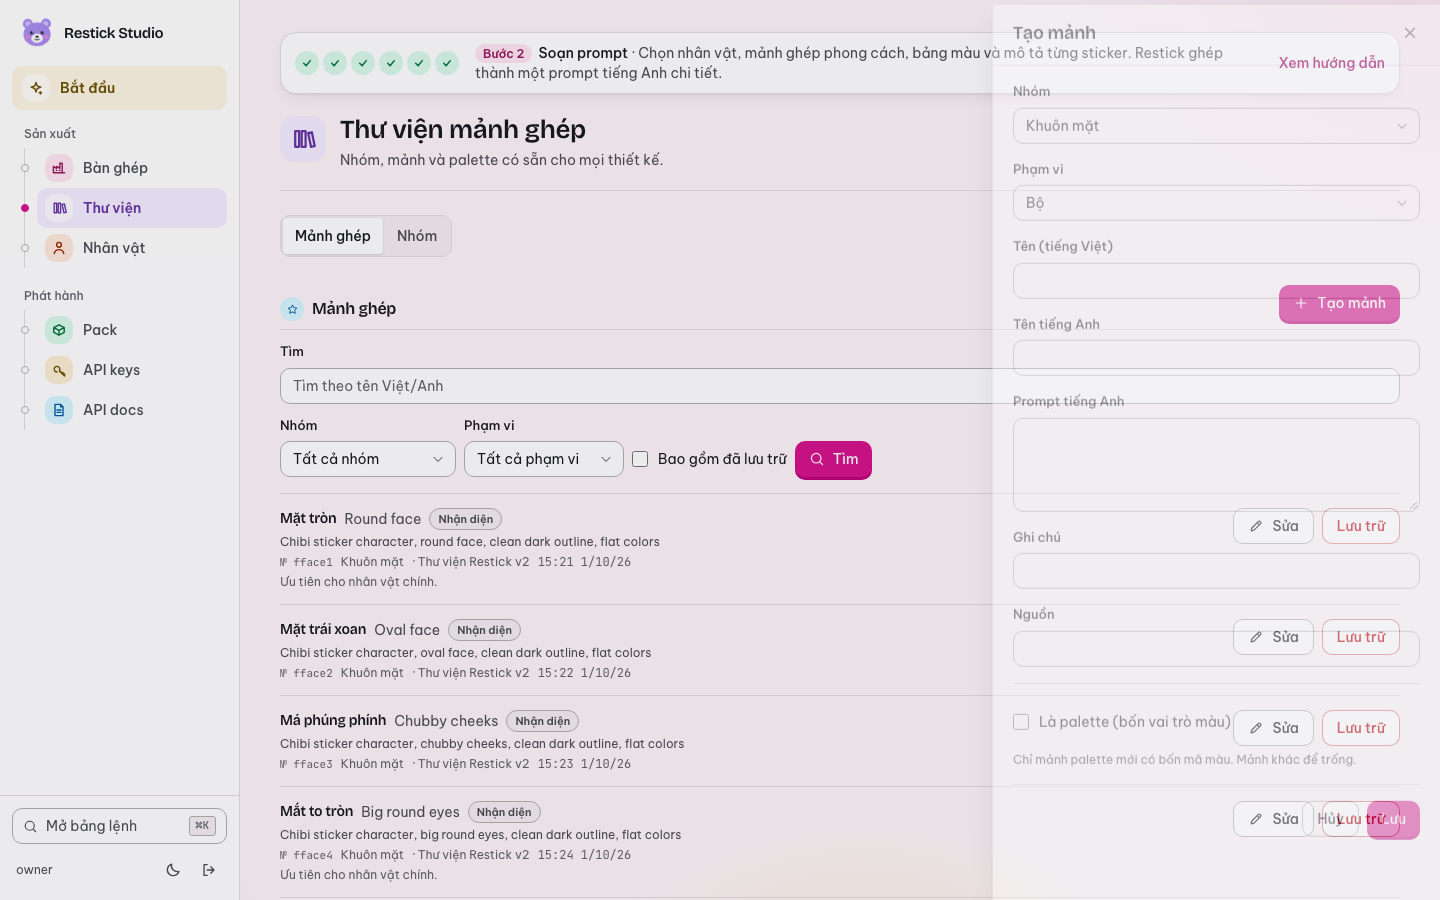 Restick Studio
Bắt đầu
Sản xuất
Bàn ghép
Thư viện
Nhân vật
Phát hành
Pack
API keys
API docs
Mở bảng lệnh
⌘K
owner
Bước 2 Soạn prompt · Chọn nhân vật, mảnh ghép phong cách, bảng màu và mô tả từng sticker. Restick ghép
thành một prompt tiếng Anh chi tiết.
Xem hướng dẫn
Thư viện mảnh ghép
Nhóm, mảnh và palette có sẵn cho mọi thiết kế.
Mảnh ghép
Nhóm
Mảnh ghép
Tạo mảnh
Tìm
Tìm theo tên Việt/Anh
Nhóm
Phạm vi
Tất cả nhóm
Tất cả phạm vi
Bao gồm đã lưu trữ
Tìm
Mặt tròn Round face Nhận diện
Chibi sticker character, round face, clean dark outline, flat colors
№ fface1 Khuôn mặt · Thư viện Restick v2 15:21 1/10/26
Ưu tiên cho nhân vật chính.
Sửa
Lưu trữ
Mặt trái xoan Oval face Nhận diện
Chibi sticker character, oval face, clean dark outline, flat colors
№ fface2 Khuôn mặt · Thư viện Restick v2 15:22 1/10/26
Sửa
Lưu trữ
Má phúng phính Chubby cheeks Nhận diện
Chibi sticker character, chubby cheeks, clean dark outline, flat colors
№ fface3 Khuôn mặt · Thư viện Restick v2 15:23 1/10/26
Sửa
Lưu trữ
Mắt to tròn Big round eyes Nhận diện
Chibi sticker character, big round eyes, clean dark outline, flat colors
№ fface4 Khuôn mặt · Thư viện Restick v2 15:24 1/10/26
Ưu tiên cho nhân vật chính.
Sửa
Lưu trữ
Tạo mảnh
Nhóm
Khuôn mặt
Phạm vi
Bộ
Tên (tiếng Việt)
Tên tiếng Anh
Prompt tiếng Anh
Ghi chú
Nguồn
Là palette (bốn vai trò màu)
Chỉ mảnh palette mới có bốn mã màu. Mảnh khác để trống.
Hủy
Lưu